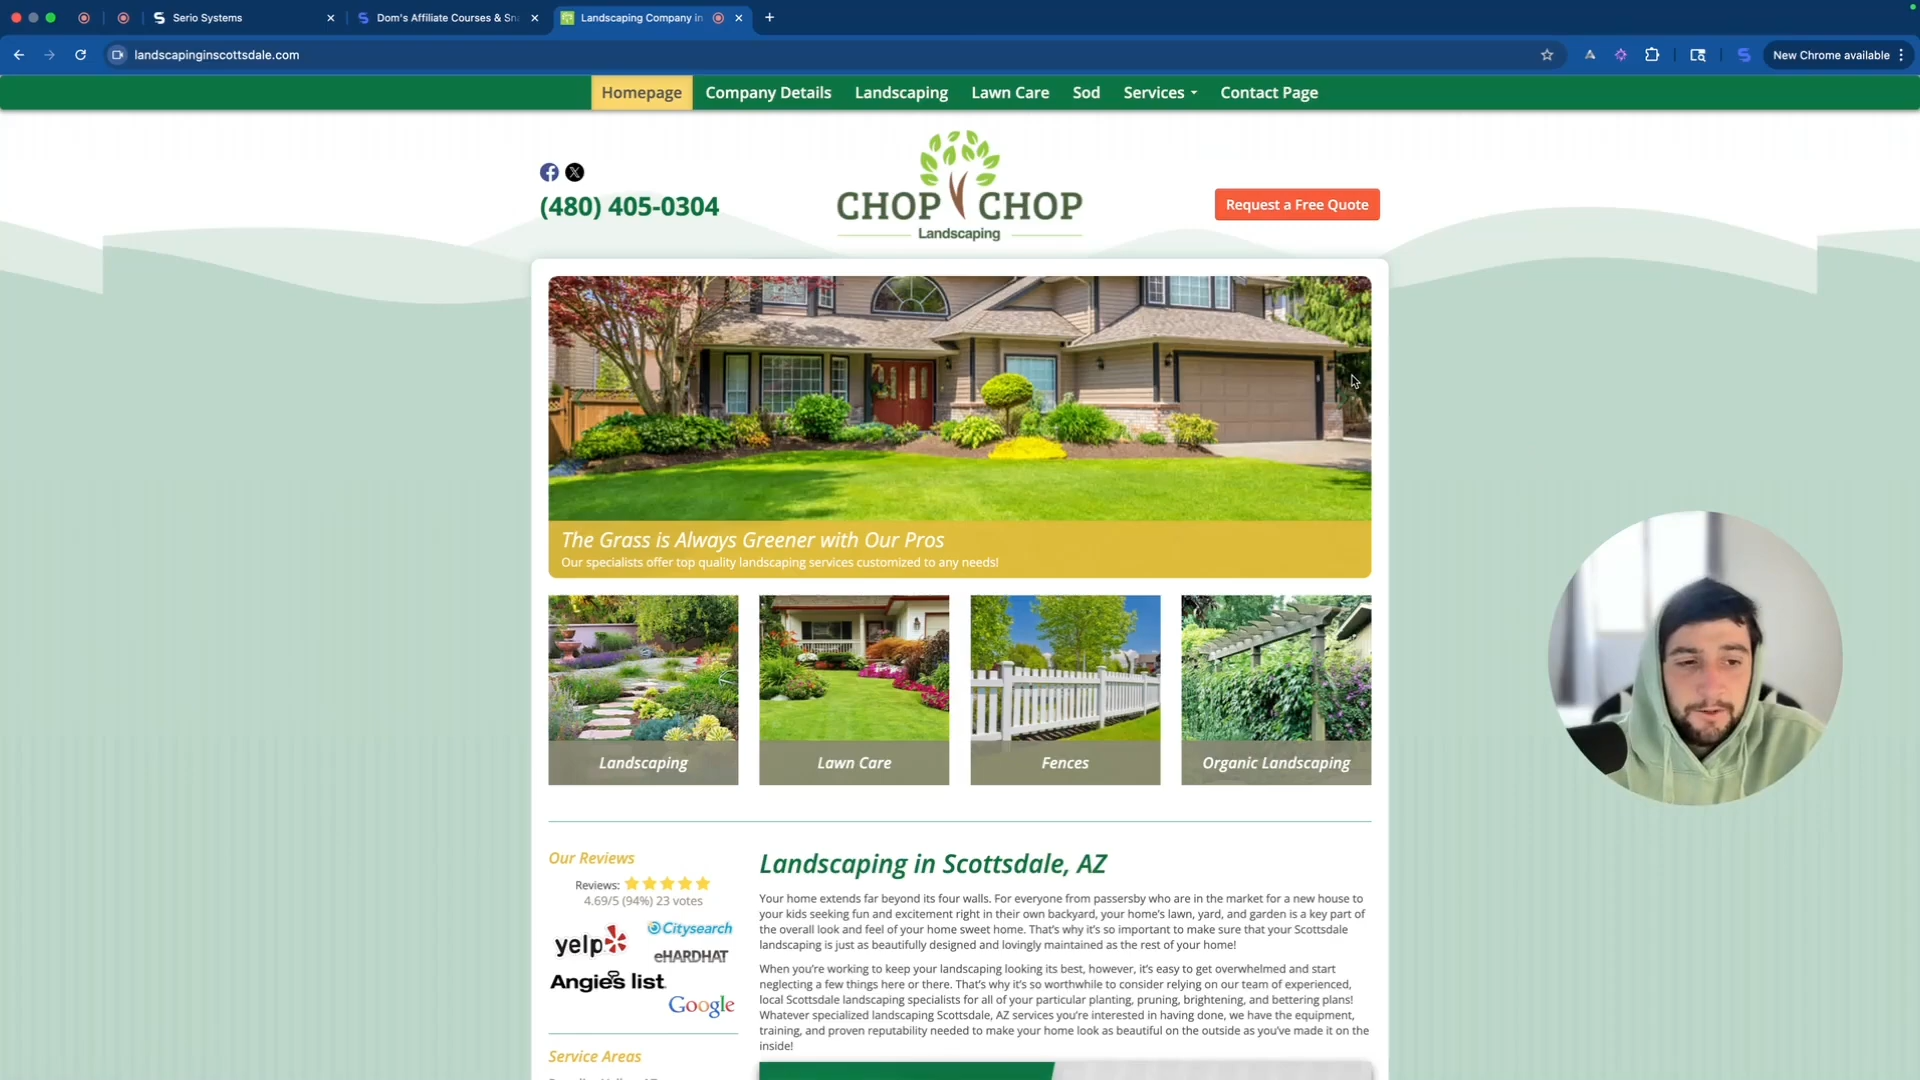 Serio Systems
Dom's Affiliate Courses & Sna
Landscaping Company in
landscapinginscottsdale.com
New Chrome available
Homepage
Company Details
Landscaping
Lawn Care
Sod
Services
Contact Page
(480) 405-0304
CHOP CHOP
Landscaping
Request a Free Quote
The Grass is Always Greener with Our Pros
Our specialists offer top quality landscaping services customized to any needs!
Landscaping
Lawn Care
Fences
Organic Landscaping
Our Reviews
Reviews:
4.69/5 (94%) 23 votes
yelp
Citysearch
eHARDHAT
Angie's list
Google
Service Areas
Landscaping in Scottsdale, AZ
Your home extends far beyond its four walls. For everyone from passersby who are in the market for a new house to
your kids seeking fun and excitement right in their own backyard, your home's lawn, yard, and garden is a key part of
the overall look and feel of your home sweet home. That's why it's so important to make sure that your Scottsdale
landscaping is just as beautifully designed and lovingly maintained as the rest of your home!
When you're working to keep your landscaping looking its best, however, it's easy to get overwhelmed and start
neglecting a few things here or there. That's why it's so worthwhile to consider relying on our team of experienced,
local Scottsdale landscaping specialists for all of your particular planting, pruning, brightening, and bettering plans!
Whatever specialized landscaping Scottsdale, AZ services you're interested in having done, we have the equipment,
training, and proven reputability needed to make your home look as beautiful on the outside as you've made it on the
inside!